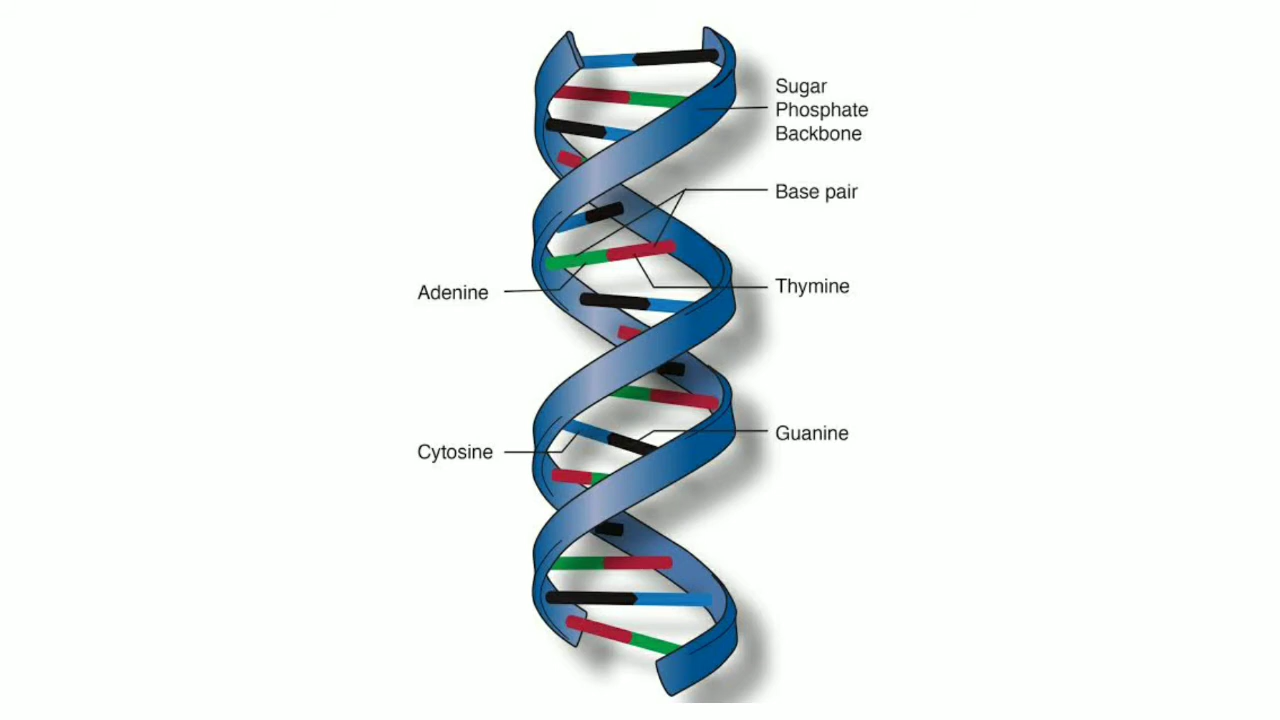 Sugar
Phosphate
Backbone
Base pair
Adenine
Thymine
Cytosine
Guanine